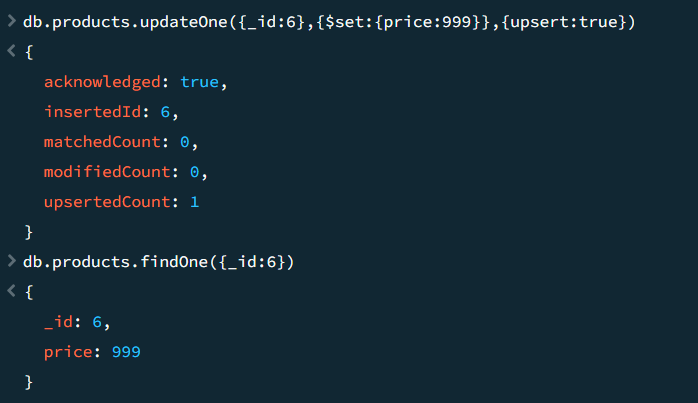 > db.products.updateOne({_id:6},{$set:{price:999}},{upsert:true})
< {
acknowledged: true,
insertedId: 6,
matchedCount: 0,
modifiedCount: 0,
upsertedCount: 1
}
> db.products.findOne({_id:6})
< {
_id: 6,
price: 999
}